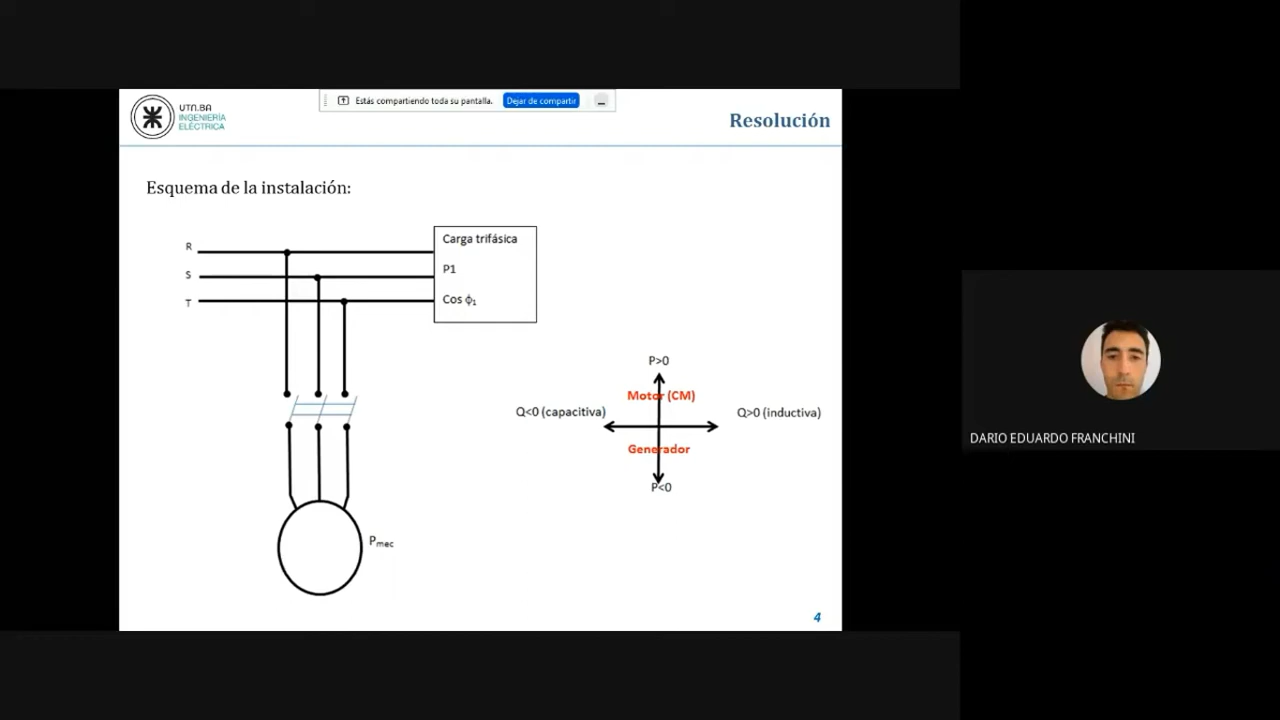 UTN.BA
INGENIERÍA
ELÉCTRICA
Estás compartiendo toda su pantalla.
Dejar de compartir
Resolución
Esquema de la instalación:
R
S
T
Carga trifásica
P1
Cos ϕ₁
P>0
Motor (CM)
Q<0 (capacitiva)
Q>0 (inductiva)
Generador
P<0
Pmec
4
DARIO EDUARDO FRANCHINI